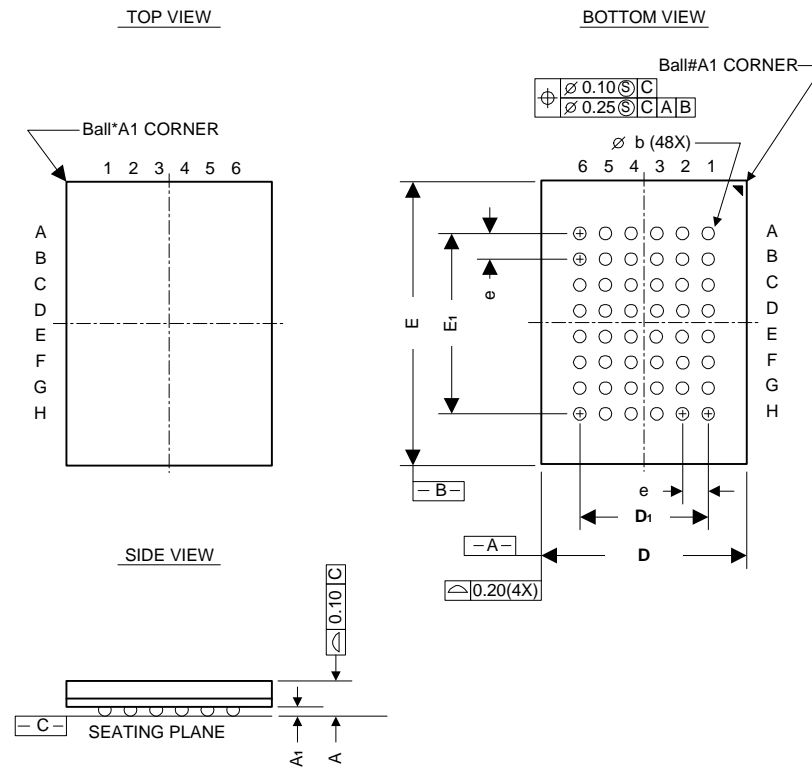 TOP VIEW
Ball*A1 CORNER
1 2 3 4 5 6
A
B
C
D
E
F
G
H
BOTTOM VIEW
Ball#A1 CORNER
⌖ ⌀ 0.10 Ⓢ C
⌀ 0.25 Ⓢ C A B
⌀ b (48X)
6 5 4 3 2 1
A
B
C
D
E
F
G
H
e
E
E1
– B –
e
D1
– A –
D
⌓ 0.20(4X)
SIDE VIEW
⌓ 0.10 C
– C –
SEATING PLANE
A1
A